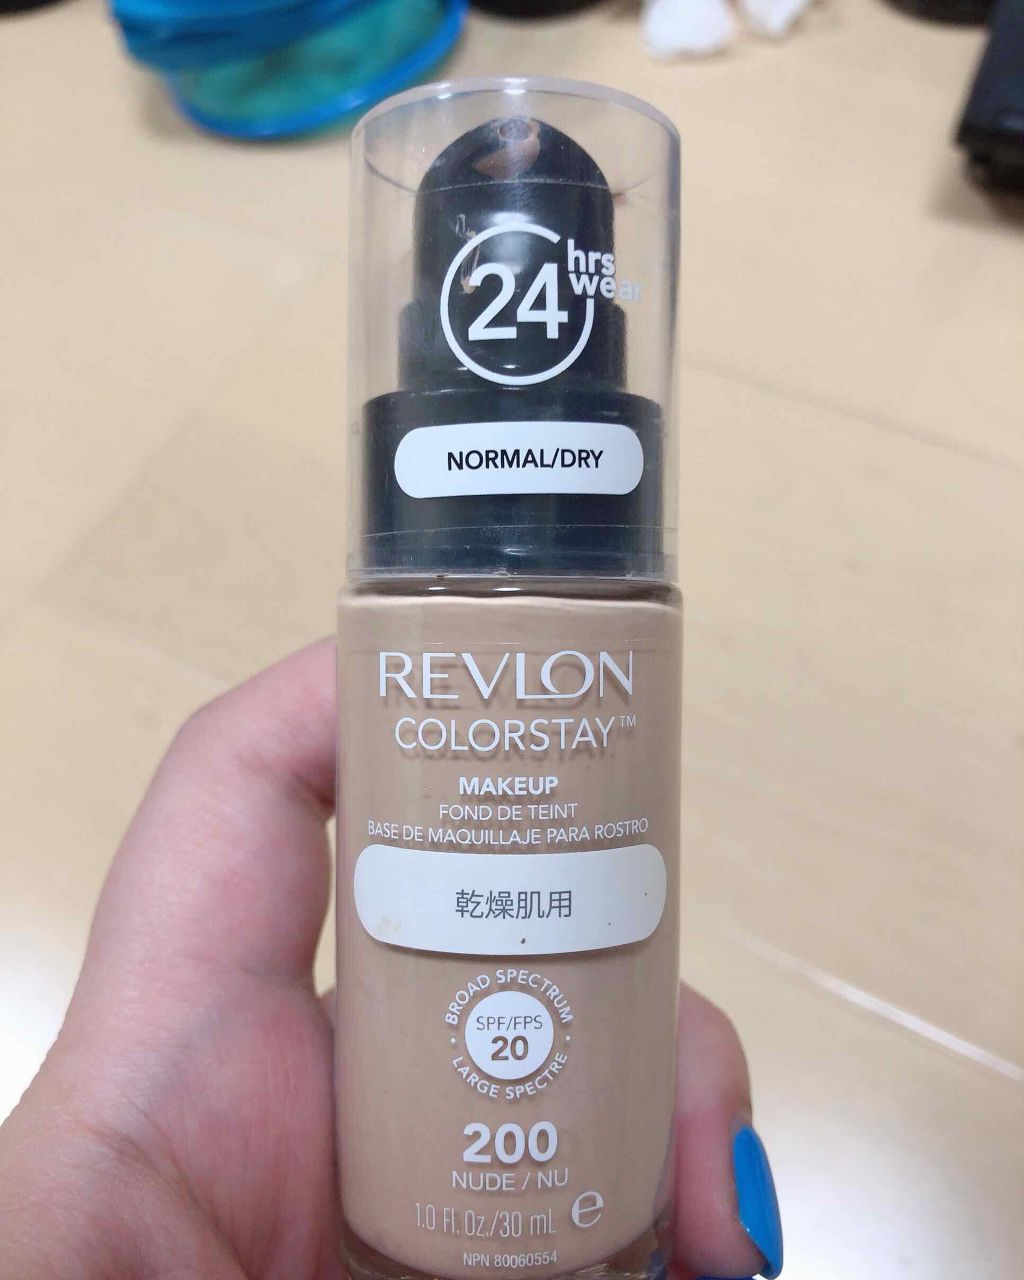 24
hrs
wear
NORMAL/DRY
REVLON
COLORSTAY™
MAKEUP
FOND DE TEINT
BASE DE MAQUILLAJE PARA ROSTRO
乾燥肌用
BROAD SPECTRUM
SPF/FPS
20
LARGE SPECTRE
200
NUDE / NU
1.0 Fl. Oz./30 mL e
NPN 80060554